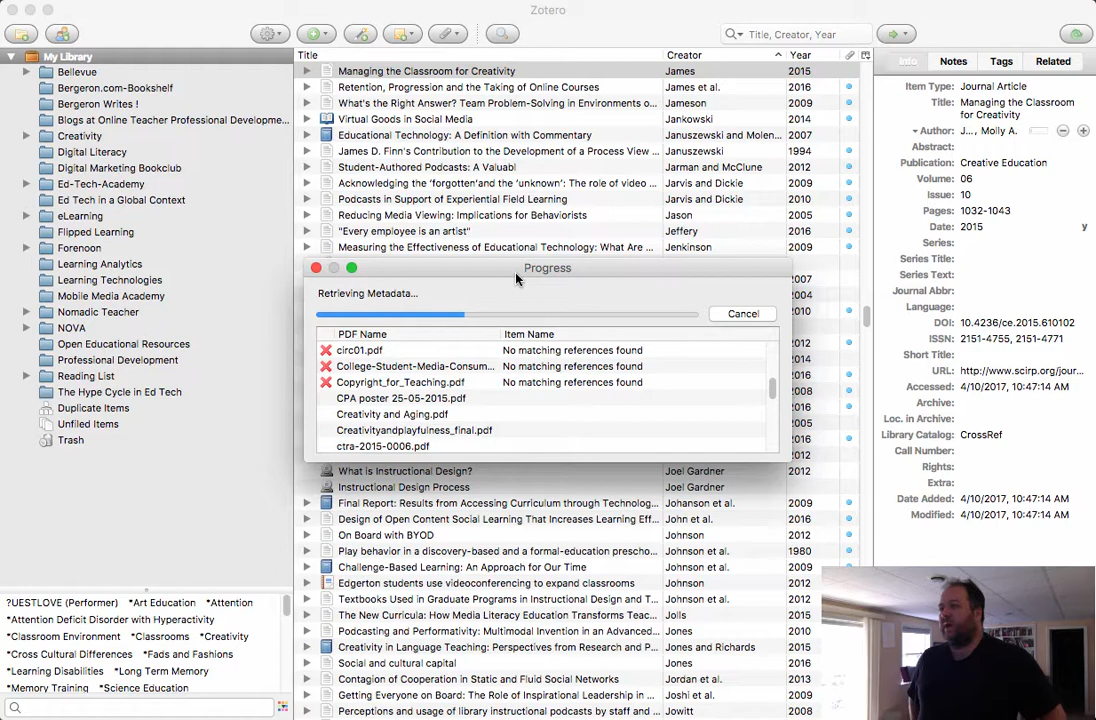 Zotero
Title, Creator, Year
My Library
Bellevue
Bergeron.com-Bookshelf
Bergeron Writes !
Blogs at Online Teacher Professional Developme...
Creativity
Digital Literacy
Digital Marketing Bookclub
Ed-Tech-Academy
Ed Tech in a Global Context
eLearning
Flipped Learning
Forenoon
Learning Analytics
Learning Technologies
Mobile Media Academy
Nomadic Teacher
NOVA
Open Educational Resources
Professional Development
Reading List
The Hype Cycle in Ed Tech
Duplicate Items
Unfiled Items
Trash
?UESTLOVE (Performer) *Art Education *Attention
*Attention Deficit Disorder with Hyperactivity
*Classroom Environment *Classrooms *Creativity
*Cross Cultural Differences *Fads and Fashions
*Learning Disabilities *Long Term Memory
*Memory Training *Science Education
Title Creator Year
Managing the Classroom for Creativity James 2015
Retention, Progression and the Taking of Online Courses James et al. 2016
What's the Right Answer? Team Problem-Solving in Environments o... Jameson 2009
Virtual Goods in Social Media Jankowski 2014
Educational Technology: A Definition with Commentary Januszewski and Molen... 2007
James D. Finn's Contribution to the Development of a Process View ... Januszewski 1994
Student-Authored Podcasts: A Valuabl Jarman and McClune 2012
Acknowledging the 'forgotten'and the 'unknown': The role of video ... Jarvis and Dickie 2009
Podcasts in Support of Experiential Field Learning Jarvis and Dickie 2010
Reducing Media Viewing: Implications for Behaviorists Jason 2005
"Every employee is an artist" Jeffery 2016
Measuring the Effectiveness of Educational Technology: What Are ... Jenkinson 2009
2007
2004
2010
2012
2014
2012
2008
2016
2012
Progress
Retrieving Metadata...
Cancel
PDF Name Item Name
circ01.pdf No matching references found
College-Student-Media-Consum... No matching references found
Copyright_for_Teaching.pdf No matching references found
CPA poster 25-05-2015.pdf
Creativity and Aging.pdf
Creativityandplayfulness_final.pdf
ctra-2015-0006.pdf
What is Instructional Design? Joel Gardner 2012
Instructional Design Process Joel Gardner
Final Report: Results from Accessing Curriculum through Technolog... Johanson et al. 2009
Design of Open Content Social Learning That Increases Learning Eff... John et al. 2016
On Board with BYOD Johnson 2012
Play behavior in a discovery-based and a formal-education prescho... Johnson et al. 1980
Challenge-Based Learning: An Approach for Our Time Johnson et al. 2009
Edgerton students use videoconferencing to expand classrooms Johnson 2012
Textbooks Used in Graduate Programs in Instructional Design and T... Johnson et al. 2012
The New Curricula: How Media Literacy Education Transforms Teac... Jolls 2015
Podcasting and Performativity: Multimodal Invention in an Advanced... Jones 2010
Creativity in Language Teaching: Perspectives from Research and P... Jones and Richards 2015
Social and cultural capital Jones 2016
Contagion of Cooperation in Static and Fluid Social Networks Jordan et al. 2013
Getting Everyone on Board: The Role of Inspirational Leadership in ... Joshi et al. 2009
Perceptions and usage of library instructional podcasts by staff and ... Jowitt 2008
Info Notes Tags Related
Item Type: Journal Article
Title: Managing the Classroom
for Creativity
Author: J..., Molly A.
Abstract:
Publication: Creative Education
Volume: 06
Issue: 10
Pages: 1032-1043
Date: 2015 y
Series:
Series Title:
Series Text:
Journal Abbr:
Language:
DOI: 10.4236/ce.2015.610102
ISSN: 2151-4755, 2151-4771
Short Title:
URL: http://www.scirp.org/jour...
Accessed: 4/10/2017, 10:47:14 AM
Archive:
Loc. in Archive:
Library Catalog: CrossRef
Call Number:
Rights:
Extra:
Date Added: 4/10/2017, 10:47:14 AM
Modified: 4/10/2017, 10:47:14 AM